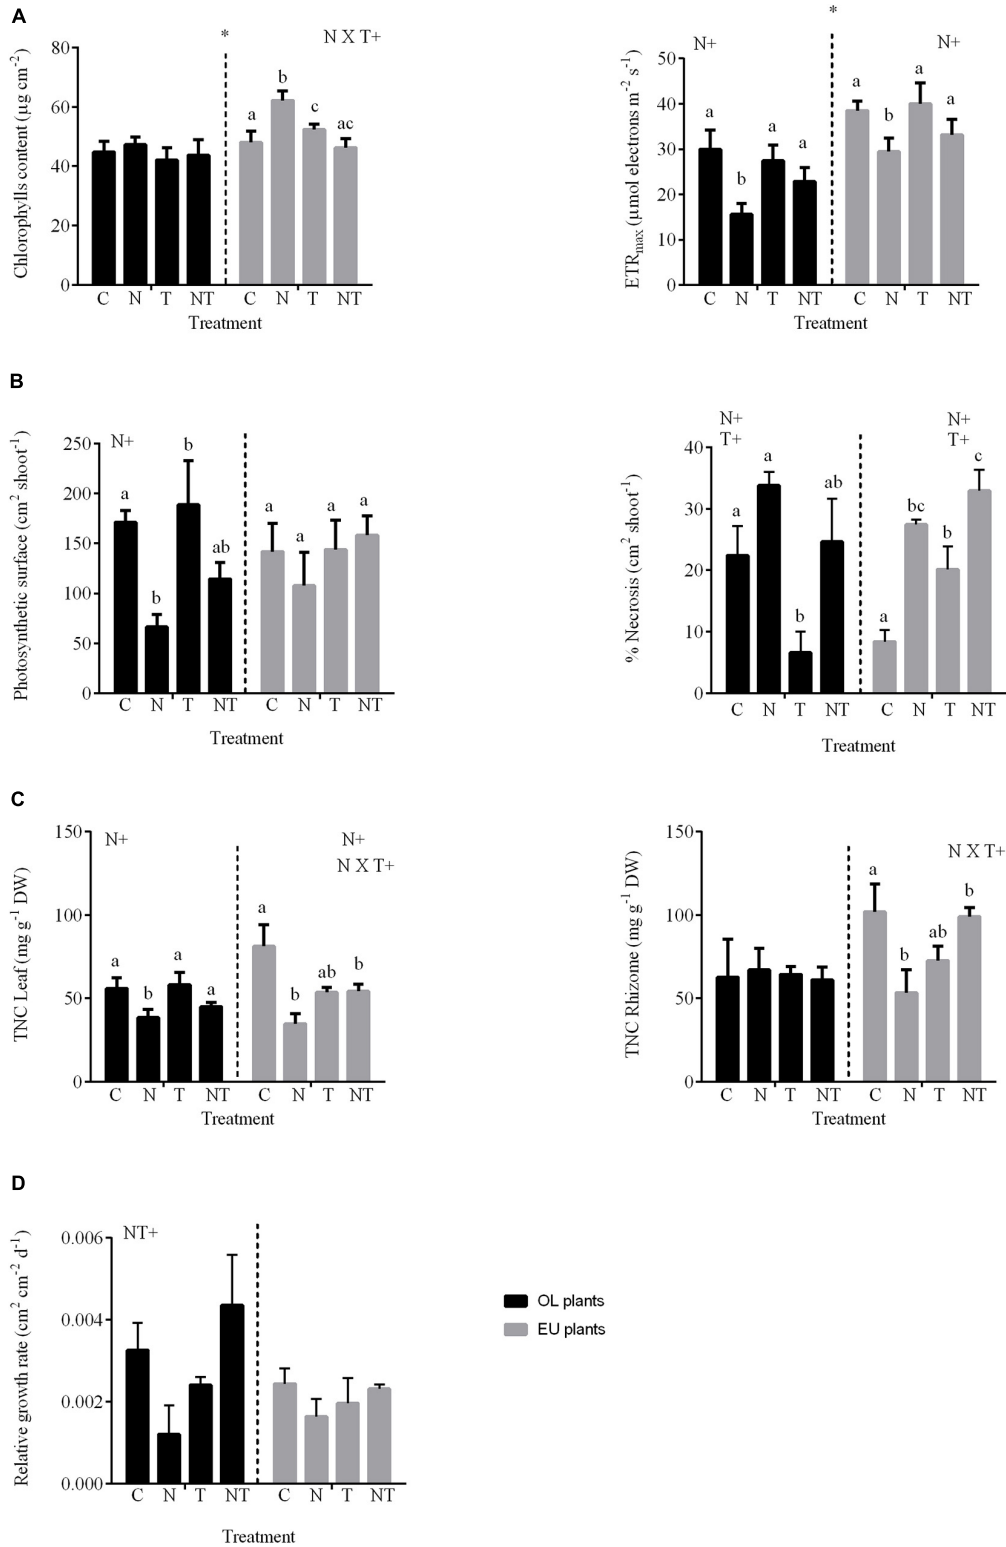 A
*
N X T+
Chlorophylls content (µg cm-2)
80
60
40
20
0
a
b
c
ac
C N T NT C N T NT
Treatment
*
N+
N+
ETRmax (µmol electrons m-2 s-1)
50
40
30
20
10
0
a
b
a
a
a
b
a
a
C N T NT C N T NT
Treatment
B
N+
Photosynthetic surface (cm2 shoot-1)
250
200
150
100
50
0
a
b
b
ab
a
a
a
a
C N T NT C N T NT
Treatment
N+
T+
N+
T+
% Necrosis (cm2 shoot-1)
40
30
20
10
0
a
a
b
ab
a
bc
b
c
C N T NT C N T NT
Treatment
C
N+
N+
N X T+
TNC Leaf (mg g-1 DW)
150
100
50
0
a
b
a
a
a
b
ab
b
C N T NT C N T NT
Treatment
N X T+
TNC Rhizome (mg g-1 DW)
150
100
50
0
a
b
ab
b
C N T NT C N T NT
Treatment
D
NT+
Relative growth rate (cm2 cm-2 d-1)
0.006
0.004
0.002
0.000
C N T NT C N T NT
Treatment
OL plants
EU plants